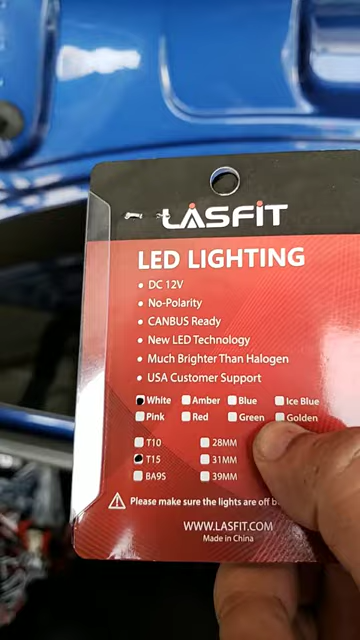 LASFIT
LED LIGHTING
• DC 12V
• No-Polarity
• CANBUS Ready
• New LED Technology
• Much Brighter Than Halogen
• USA Customer Support
White Amber Blue Ice Blue
Pink Red Green Golden
T10 28MM
T15 31MM
BA9S 39MM
Please make sure the lights are off
WWW.LASFIT.COM
Made in China